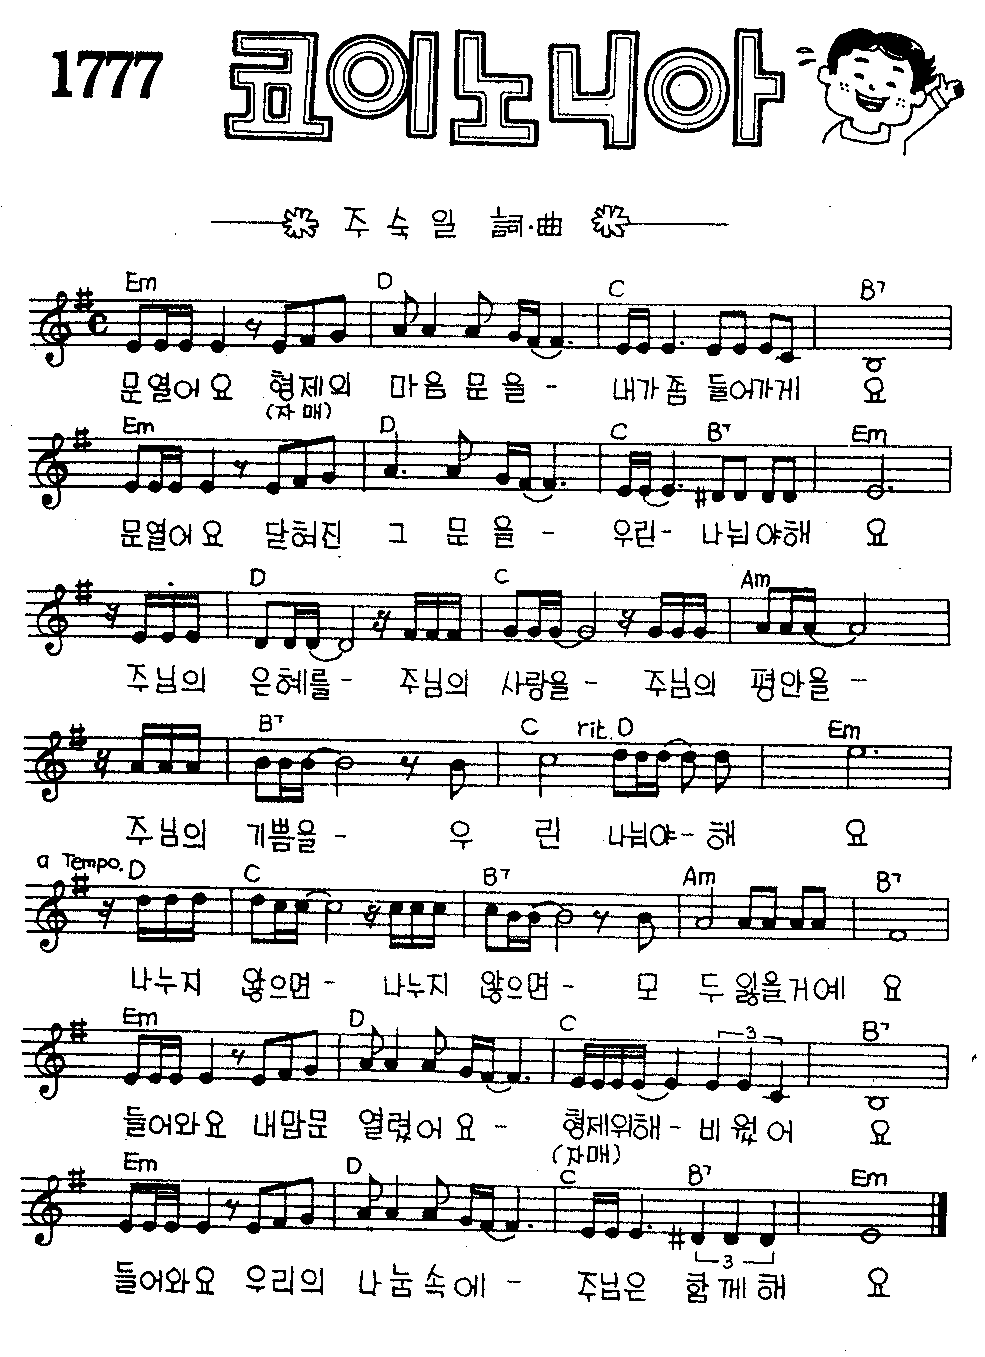 1777 코이노니아
주숙일 詞·曲
Em D C B7
문열어요 형제의 마음 문을 - 내가좀 들어가게 요
(자매)
Em D C B7 Em
문열어요 닫혀진 그 문을 - 우린 - 나눠야해 요
D C Am
주님의 은혜를 - 주님의 사랑을 - 주님의 평안을 -
B7 C rit. D Em
주님의 기쁨을 - 우 린 나눠야 - 해 요
a Tempo. D C B7 Am B7
나누지 않으면 - 나누지 않으면 - 모 두 잃을거예 요
Em D C 3 B7
들어와요 내맘문 열렸어요 - 형제위해 - 비 웠어 요
(자매)
Em D C B7 Em
3
들어와요 우리의 나눔속에 - 주님은 함께해 요